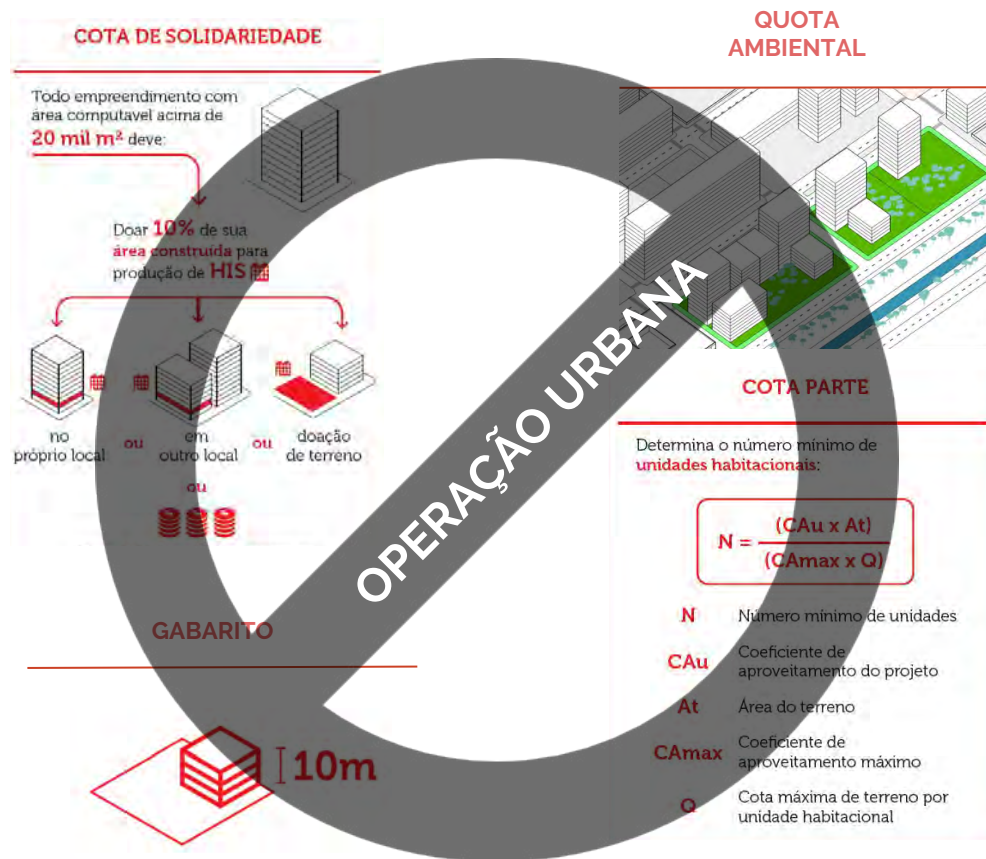 COTA DE SOLIDARIEDADE
Todo empreendimento com
área computavel acima de
20 mil m² deve:
Doar 10% de sua
área construída para
produção de HIS
no
próprio local
ou
em
outro local
ou
doação
de terreno
ou
QUOTA
AMBIENTAL
OPERAÇÃO URBANA
COTA PARTE
Determina o número mínimo de
unidades habitacionais:
N = (CAu x At)
(CAmax x Q)
N Número mínimo de unidades
CAu Coeficiente de
aproveitamento do projeto
At Área do terreno
CAmax Coeficiente de
aproveitamento máximo
Q Cota máxima de terreno por
unidade habitacional
GABARITO
10m